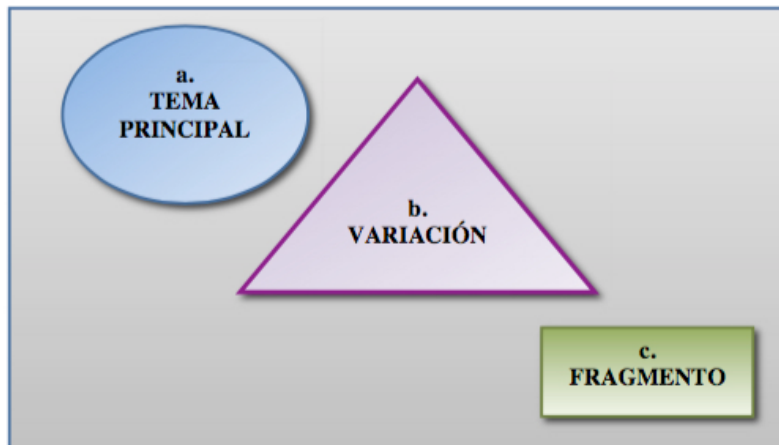 a.
TEMA
PRINCIPAL
b.
VARIACIÓN
c.
FRAGMENTO